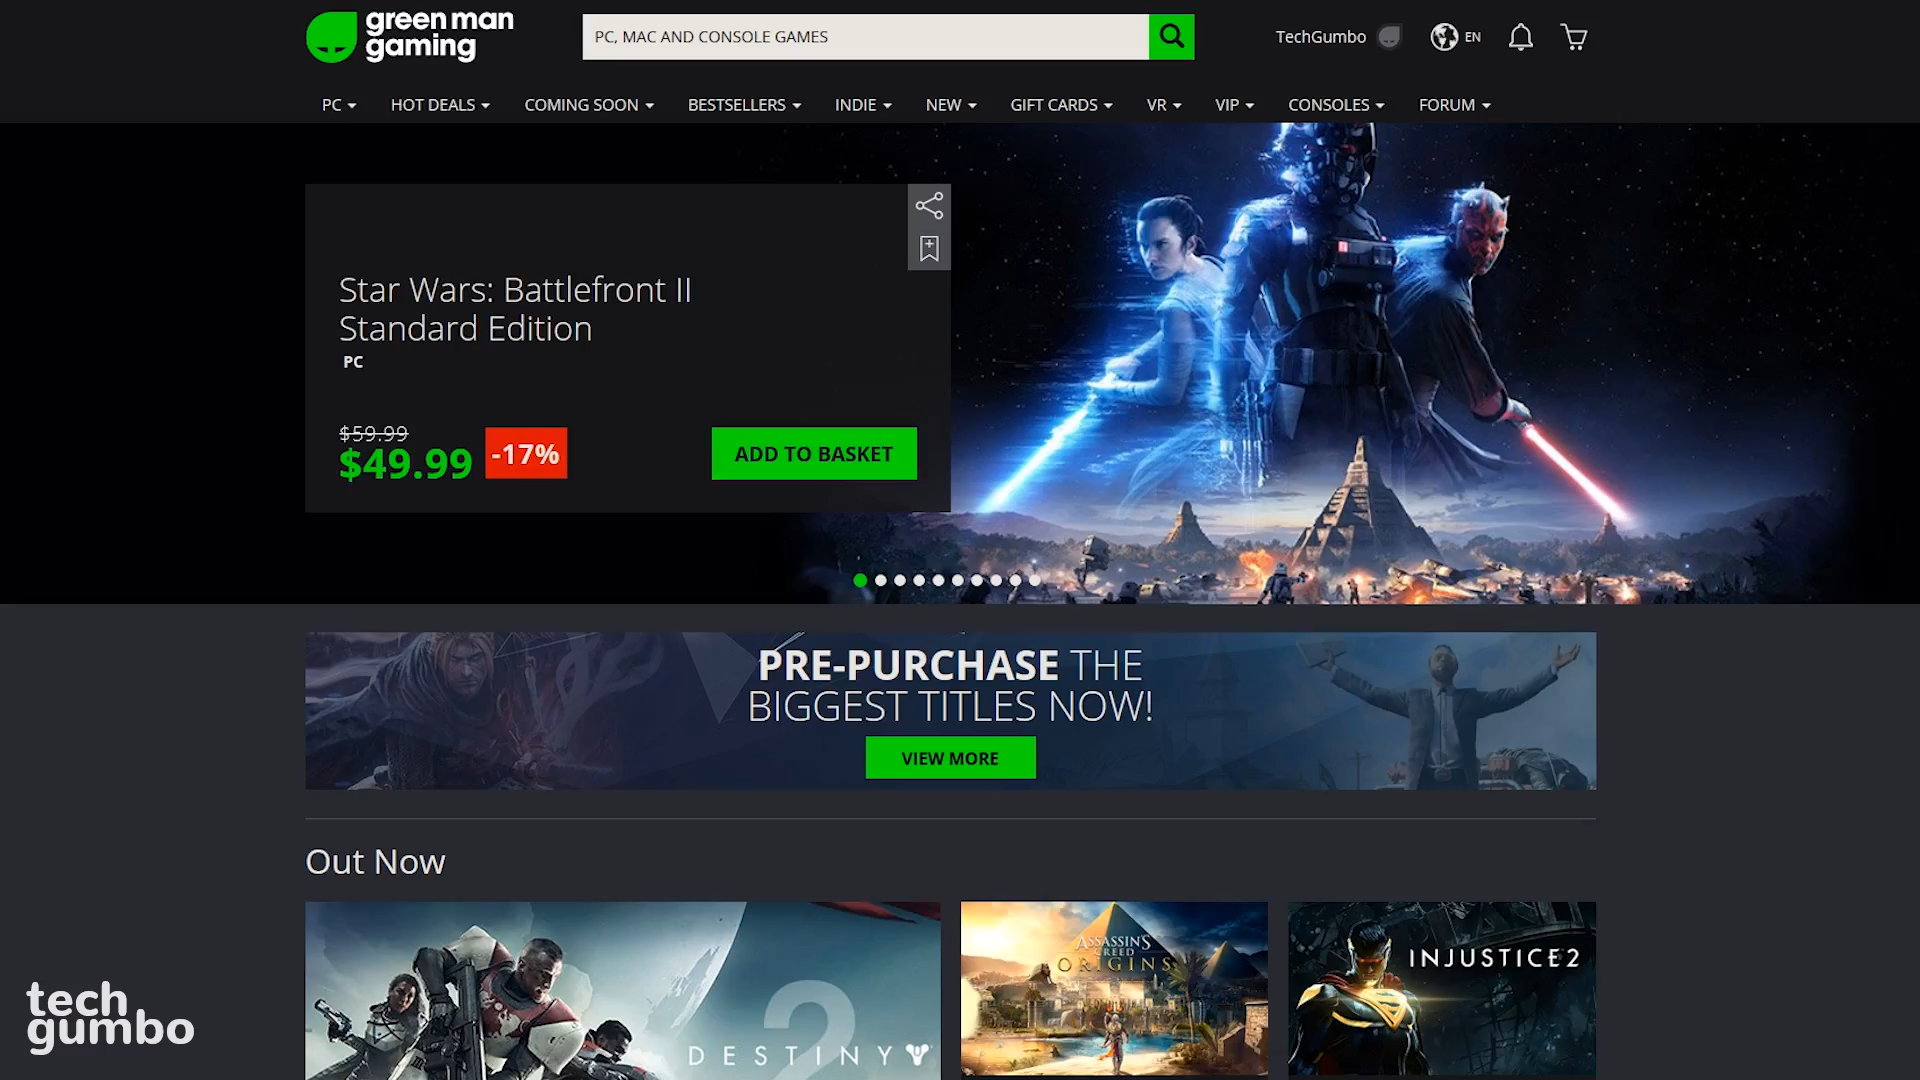 green man
gaming
PC, MAC AND CONSOLE GAMES
TechGumbo
EN
PC
HOT DEALS
COMING SOON
BESTSELLERS
INDIE
NEW
GIFT CARDS
VR
VIP
CONSOLES
FORUM
Star Wars: Battlefront II
Standard Edition
PC
$59.99
$49.99
-17%
ADD TO BASKET
PRE-PURCHASE THE
BIGGEST TITLES NOW!
VIEW MORE
Out Now
2
DESTINY
ASSASSIN'S
CREED
ORIGINS
INJUSTICE 2
tech
gumbo